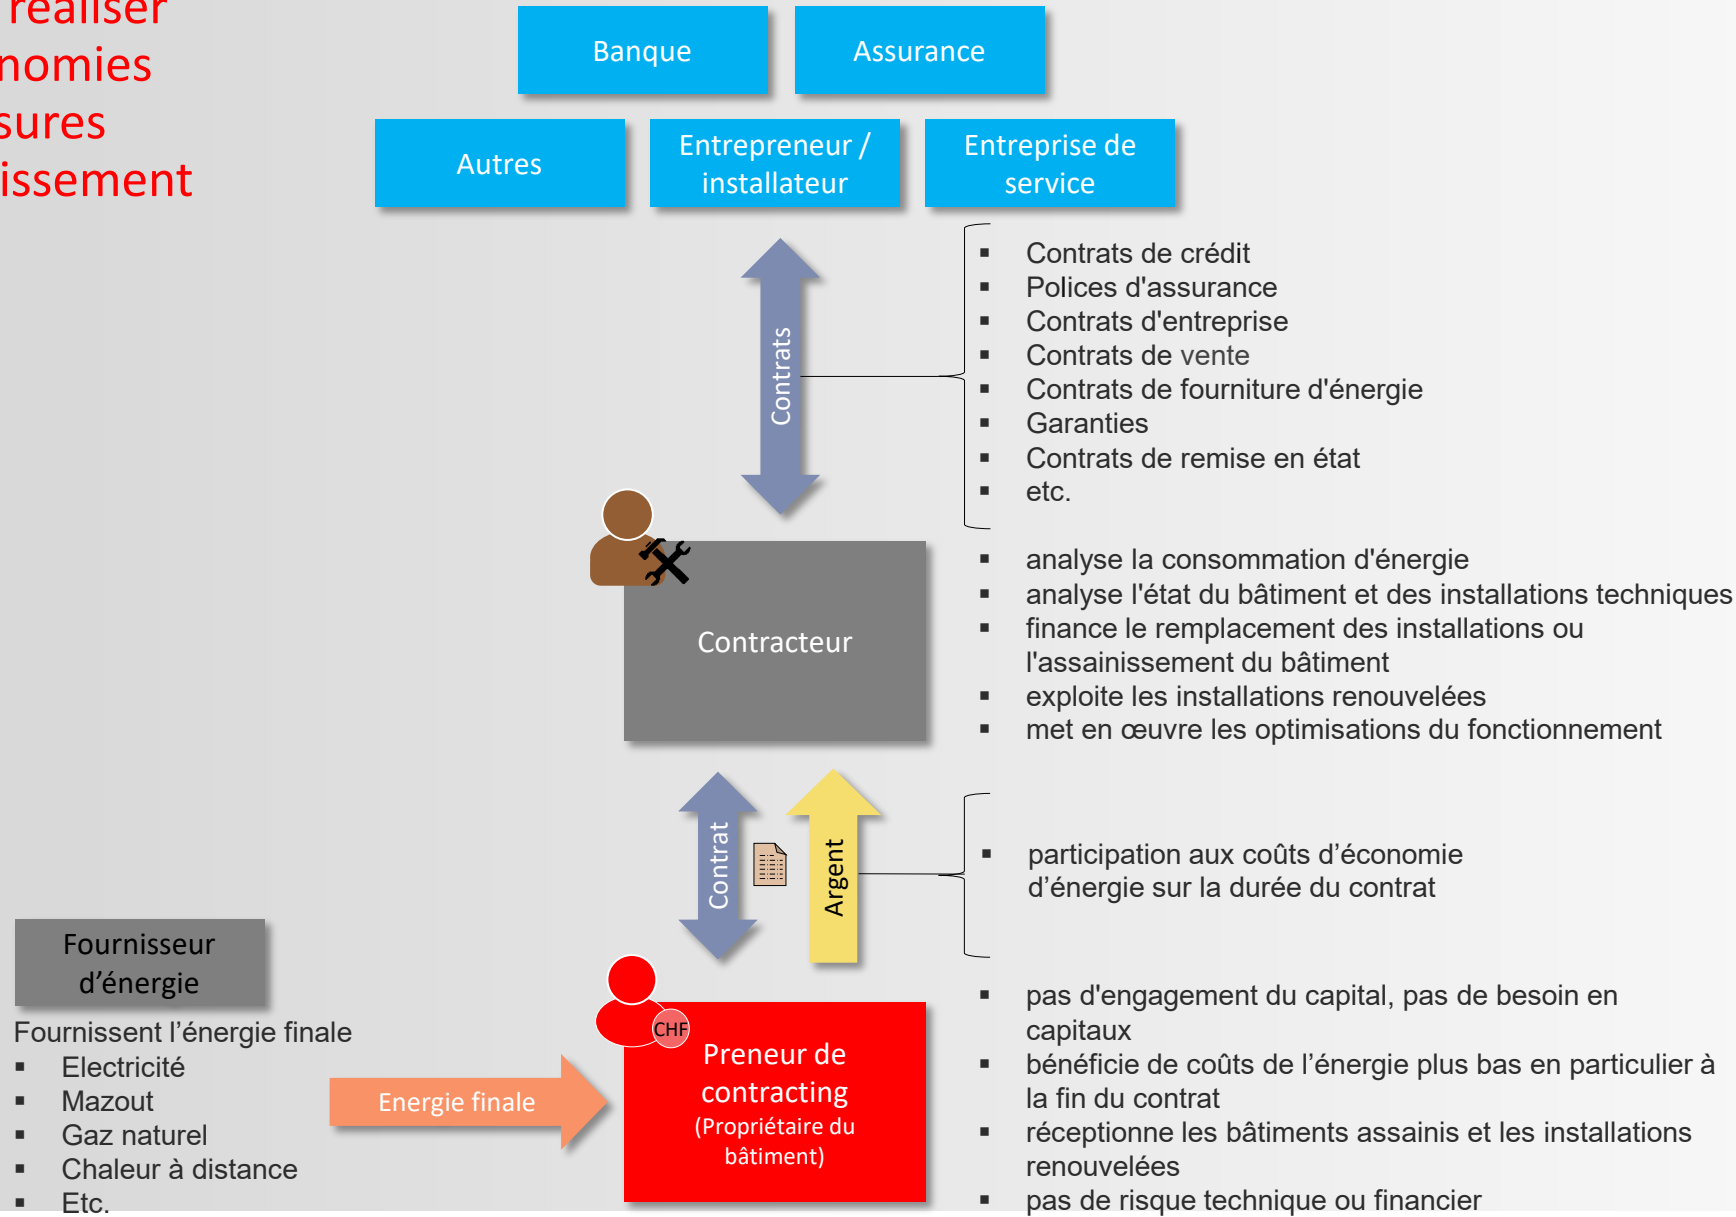 réaliser
nomies
sures
issement
Banque
Assurance
Autres
Entrepreneur /
installateur
Entreprise de
service
Contrats
▪ Contrats de crédit
▪ Polices d'assurance
▪ Contrats d'entreprise
▪ Contrats de vente
▪ Contrats de fourniture d'énergie
▪ Garanties
▪ Contrats de remise en état
▪ etc.
Contracteur
▪ analyse la consommation d'énergie
▪ analyse l'état du bâtiment et des installations techniques
▪ finance le remplacement des installations ou
l'assainissement du bâtiment
▪ exploite les installations renouvelées
▪ met en œuvre les optimisations du fonctionnement
Contrat
Argent
▪ participation aux coûts d’économie
d’énergie sur la durée du contrat
Fournisseur
d’énergie
Fournissent l’énergie finale
▪ Electricité
▪ Mazout
▪ Gaz naturel
▪ Chaleur à distance
▪ Etc.
Energie finale
CHF
Preneur de
contracting
(Propriétaire du
bâtiment)
▪ pas d'engagement du capital, pas de besoin en
capitaux
▪ bénéficie de coûts de l’énergie plus bas en particulier à
la fin du contrat
▪ réceptionne les bâtiments assainis et les installations
renouvelées
▪ pas de risque technique ou financier